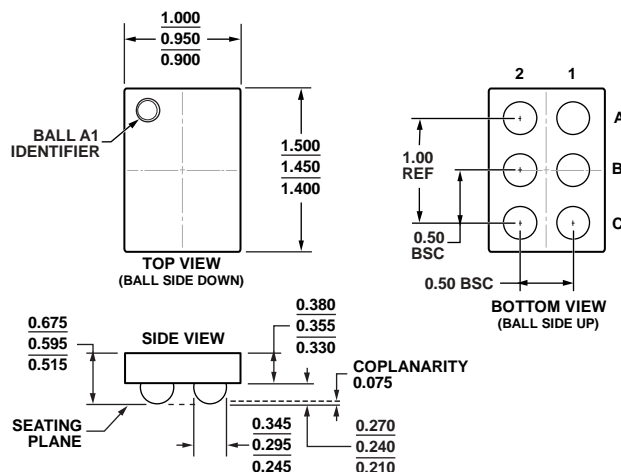 1.000
0.950
0.900
BALL A1
IDENTIFIER
1.500
1.450
1.400
TOP VIEW
(BALL SIDE DOWN)
2 1
A
B
C
1.00
REF
0.50
BSC
0.50 BSC
BOTTOM VIEW
(BALL SIDE UP)
0.675
0.595
0.515
SIDE VIEW
0.380
0.355
0.330
COPLANARITY
0.075
SEATING
PLANE
0.345
0.295
0.245
0.270
0.240
0.210